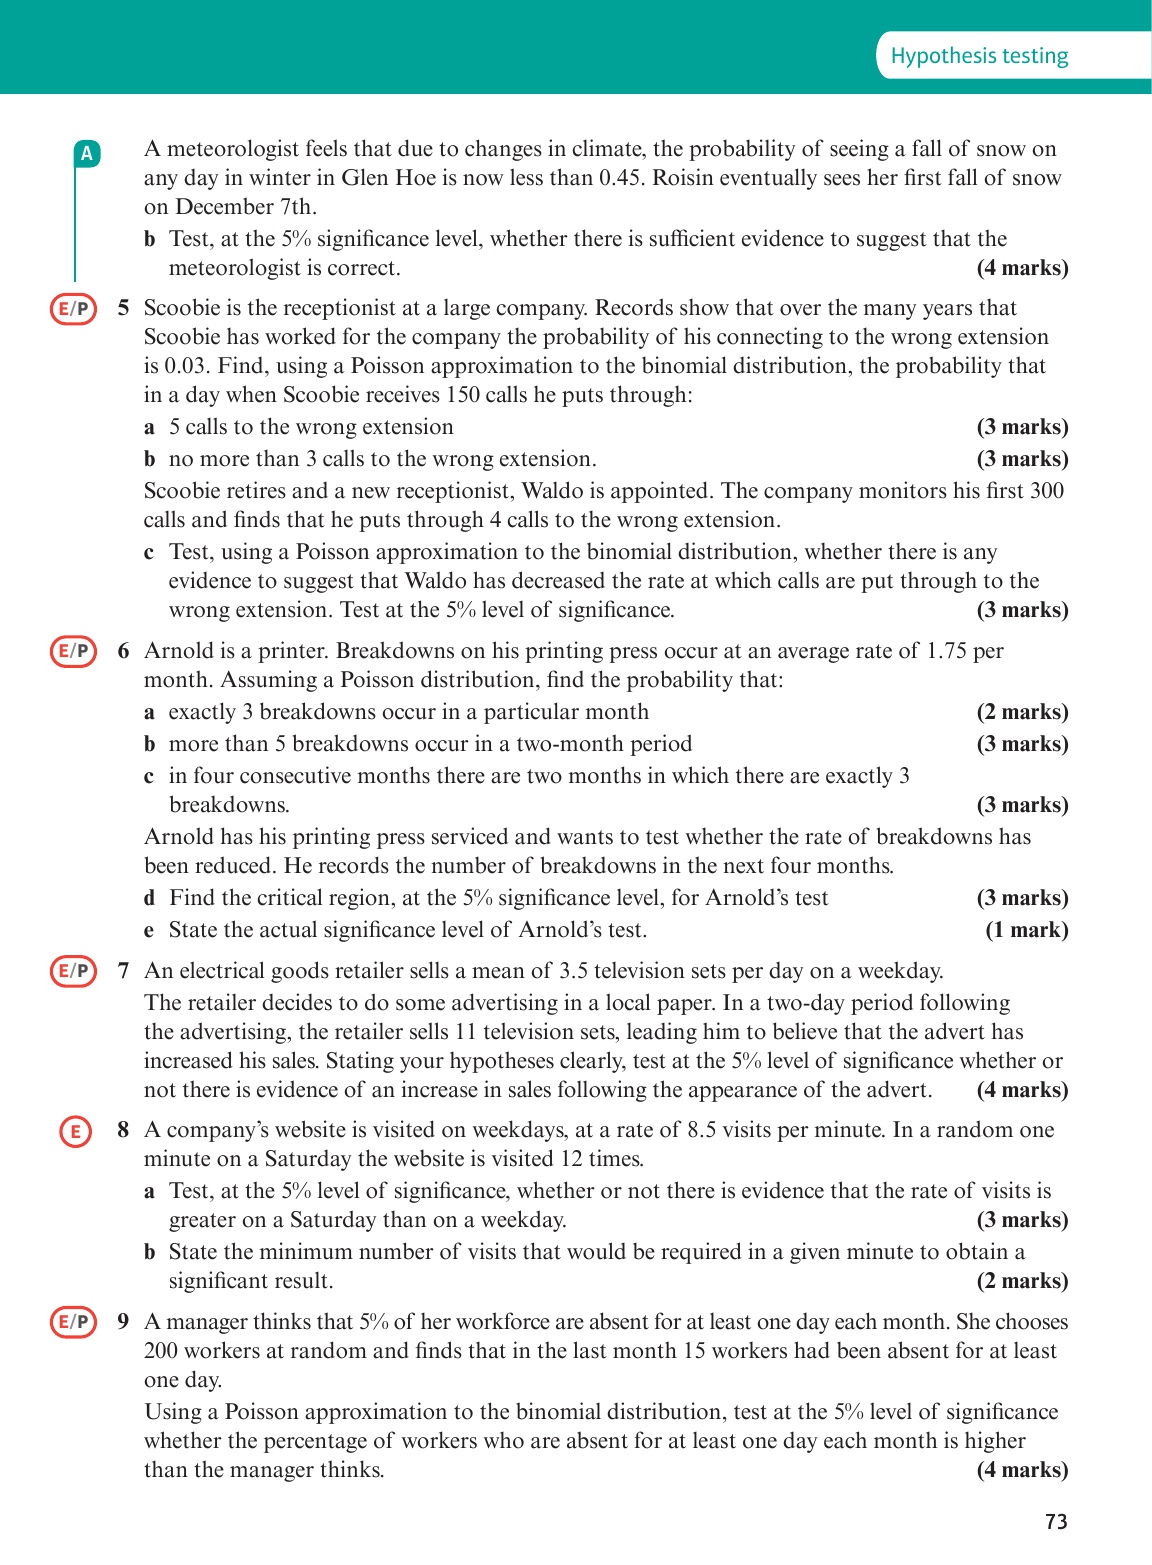 Hypothesis testing
A
A meteorologist feels that due to changes in climate, the probability of seeing a fall of snow on
any day in winter in Glen Hoe is now less than 0.45. Roisin eventually sees her first fall of snow
on December 7th.
b Test, at the 5% significance level, whether there is sufficient evidence to suggest that the
meteorologist is correct. (4 marks)
E/P 5 Scoobie is the receptionist at a large company. Records show that over the many years that
Scoobie has worked for the company the probability of his connecting to the wrong extension
is 0.03. Find, using a Poisson approximation to the binomial distribution, the probability that
in a day when Scoobie receives 150 calls he puts through:
a 5 calls to the wrong extension (3 marks)
b no more than 3 calls to the wrong extension. (3 marks)
Scoobie retires and a new receptionist, Waldo is appointed. The company monitors his first 300
calls and finds that he puts through 4 calls to the wrong extension.
c Test, using a Poisson approximation to the binomial distribution, whether there is any
evidence to suggest that Waldo has decreased the rate at which calls are put through to the
wrong extension. Test at the 5% level of significance. (3 marks)
E/P 6 Arnold is a printer. Breakdowns on his printing press occur at an average rate of 1.75 per
month. Assuming a Poisson distribution, find the probability that:
a exactly 3 breakdowns occur in a particular month (2 marks)
b more than 5 breakdowns occur in a two-month period (3 marks)
c in four consecutive months there are two months in which there are exactly 3
breakdowns. (3 marks)
Arnold has his printing press serviced and wants to test whether the rate of breakdowns has
been reduced. He records the number of breakdowns in the next four months.
d Find the critical region, at the 5% significance level, for Arnold's test (3 marks)
e State the actual significance level of Arnold's test. (1 mark)
E/P 7 An electrical goods retailer sells a mean of 3.5 television sets per day on a weekday.
The retailer decides to do some advertising in a local paper. In a two-day period following
the advertising, the retailer sells 11 television sets, leading him to believe that the advert has
increased his sales. Stating your hypotheses clearly, test at the 5% level of significance whether or
not there is evidence of an increase in sales following the appearance of the advert. (4 marks)
E 8 A company's website is visited on weekdays, at a rate of 8.5 visits per minute. In a random one
minute on a Saturday the website is visited 12 times.
a Test, at the 5% level of significance, whether or not there is evidence that the rate of visits is
greater on a Saturday than on a weekday. (3 marks)
b State the minimum number of visits that would be required in a given minute to obtain a
significant result. (2 marks)
E/P 9 A manager thinks that 5% of her workforce are absent for at least one day each month. She chooses
200 workers at random and finds that in the last month 15 workers had been absent for at least
one day.
Using a Poisson approximation to the binomial distribution, test at the 5% level of significance
whether the percentage of workers who are absent for at least one day each month is higher
than the manager thinks. (4 marks)
73